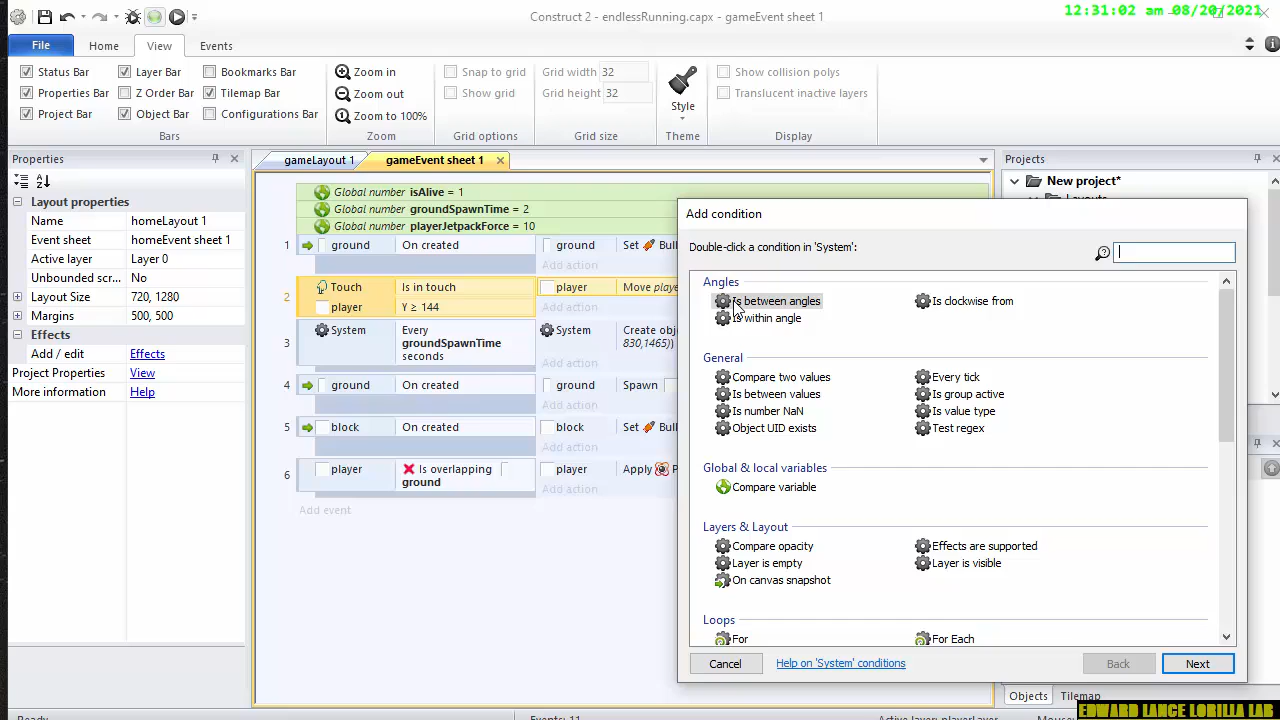 Construct 2 - endlessRunning.capx - gameEvent sheet 1
12:31:02 am 08/20/2021
File Home View Events
Status Bar Layer Bar Bookmarks Bar Zoom in Snap to grid Grid width 32 Show collision polys
Properties Bar Z Order Bar Tilemap Bar Zoom out Show grid Grid height 32 Translucent inactive layers
Project Bar Object Bar Configurations Bar Zoom to 100% Style
Bars Zoom Grid options Grid size Theme Display
Properties
Layout properties
Name homeLayout 1
Event sheet homeEvent sheet 1
Active layer Layer 0
Unbounded scr... No
Layout Size 720, 1280
Margins 500, 500
Effects
Add / edit Effects
Project Properties View
More information Help
gameLayout 1 gameEvent sheet 1
Global number isAlive = 1
Global number groundSpawnTime = 2
Global number playerJetpackForce = 10
1 ground On created ground Set Bull
Add action
2 Touch Is in touch player Move playe
player Y ≥ 144 Add action
3 System Every groundSpawnTime seconds System Create obje
830,1465))
Add action
4 ground On created ground Spawn
Add action
5 block On created block Set Bull
Add action
6 player Is overlapping player Apply P
ground Add action
Add event
Projects
New project*
Layouts
Add condition
Double-click a condition in 'System':
Angles
Is between angles Is clockwise from
Is within angle
General
Compare two values Every tick
Is between values Is group active
Is number NaN Is value type
Object UID exists Test regex
Global & local variables
Compare variable
Layers & Layout
Compare opacity Effects are supported
Layer is empty Layer is visible
On canvas snapshot
Loops
For For Each
Cancel Help on 'System' conditions Back Next
Objects Tilemap
Ready Events: 11 Active layer: playerLayer Mouse
EDWARD LANCE LORILLA LAB